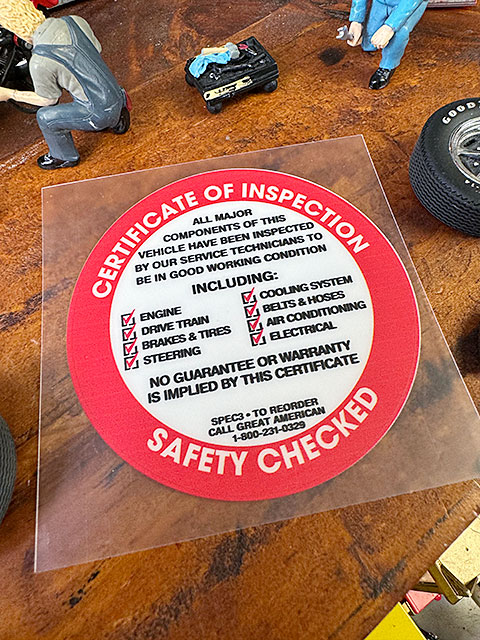 CERTIFICATE OF INSPECTION
ALL MAJOR
COMPONENTS OF THIS
VEHICLE HAVE BEEN INSPECTED
BY OUR SERVICE TECHNICIANS TO
BE IN GOOD WORKING CONDITION
INCLUDING:
ENGINE
DRIVE TRAIN
BRAKES & TIRES
STEERING
COOLING SYSTEM
BELTS & HOSES
AIR CONDITIONING
ELECTRICAL
NO GUARANTEE OR WARRANTY
IS IMPLIED BY THIS CERTIFICATE
SPEC3 • TO REORDER
CALL GREAT AMERICAN
1-800-231-0329
SAFETY CHECKED